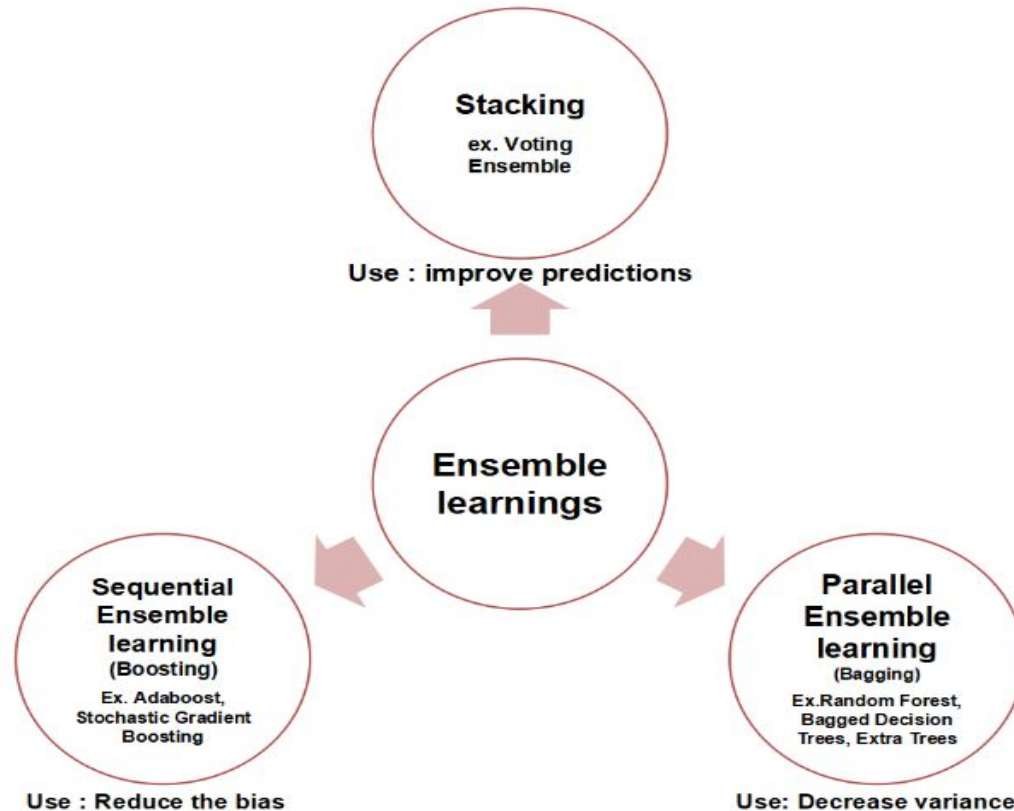 Stacking
ex. Voting
Ensemble
Use : improve predictions
Ensemble
learnings
Sequential
Ensemble
learning
(Boosting)
Ex. Adaboost,
Stochastic Gradient
Boosting
Use : Reduce the bias
Parallel
Ensemble
learning
(Bagging)
Ex.Random Forest,
Bagged Decision
Trees, Extra Trees
Use: Decrease variance